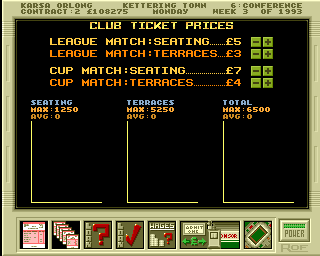 KARSA ORLONG KETTERING TOWN 6:CONFERENCE
CONTRACT:2 £108275 MONDAY WEEK 3 OF 1993
CLUB TICKET PRICES
LEAGUE MATCH:SEATING......£5
LEAGUE MATCH:TERRACES...£3
CUP MATCH:SEATING..........£7
CUP MATCH:TERRACES.......£4
SEATING TERRACES TOTAL
MAX:1250 MAX:5250 MAX:6500
AVG:0 AVG:0 AVG:0
WAGES
ADMIT
ONE
POWER